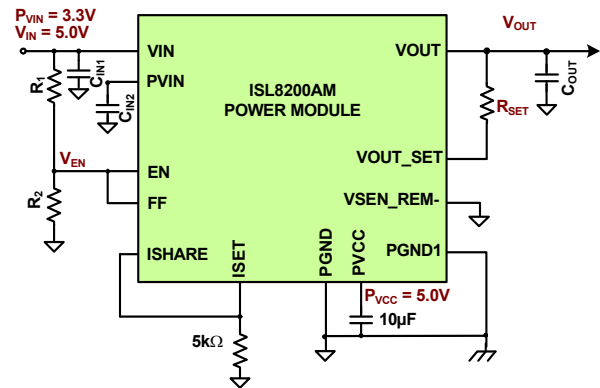 PVIN = 3.3V
VIN = 5.0V
VOUT
VIN
VOUT
R1
CIN1
PVIN
CIN2
COUT
ISL8200AM
POWER MODULE
RSET
VEN
EN
VOUT_SET
FF
R2
VSEN_REM-
ISHARE
ISET
PGND
PVCC
PGND1
PVCC = 5.0V
10µF
5kΩ